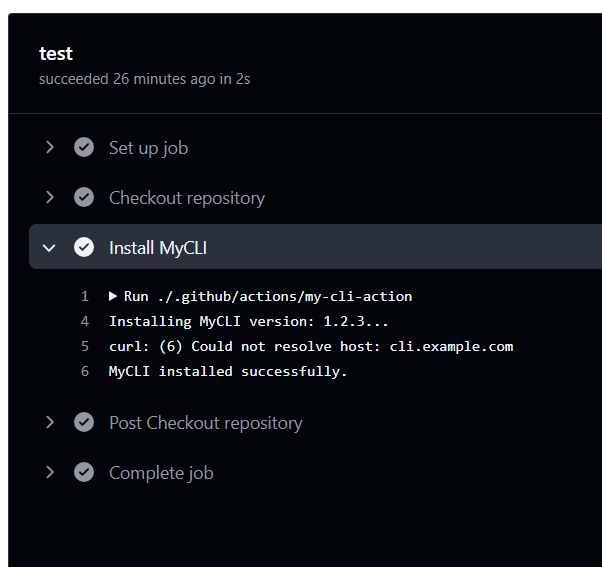 test
succeeded 26 minutes ago in 2s
Set up job
Checkout repository
Install MyCLI
1 Run ./.github/actions/my-cli-action
4 Installing MyCLI version: 1.2.3...
5 curl: (6) Could not resolve host: cli.example.com
6 MyCLI installed successfully.
Post Checkout repository
Complete job